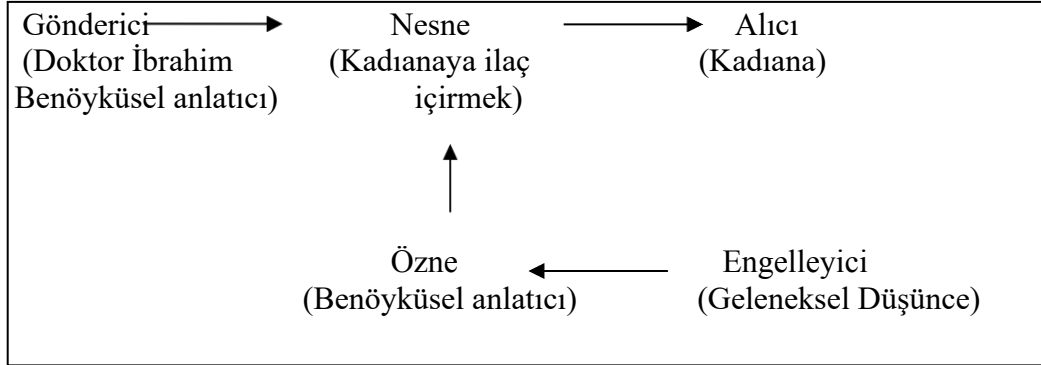 Gönderici Nesne Alıcı
(Doktor İbrahim (Kadıanaya ilaç (Kadıana)
Benöyküsel anlatıcı) içirmek)
Özne Engelleyici
(Benöyküsel anlatıcı) (Geleneksel Düşünce)